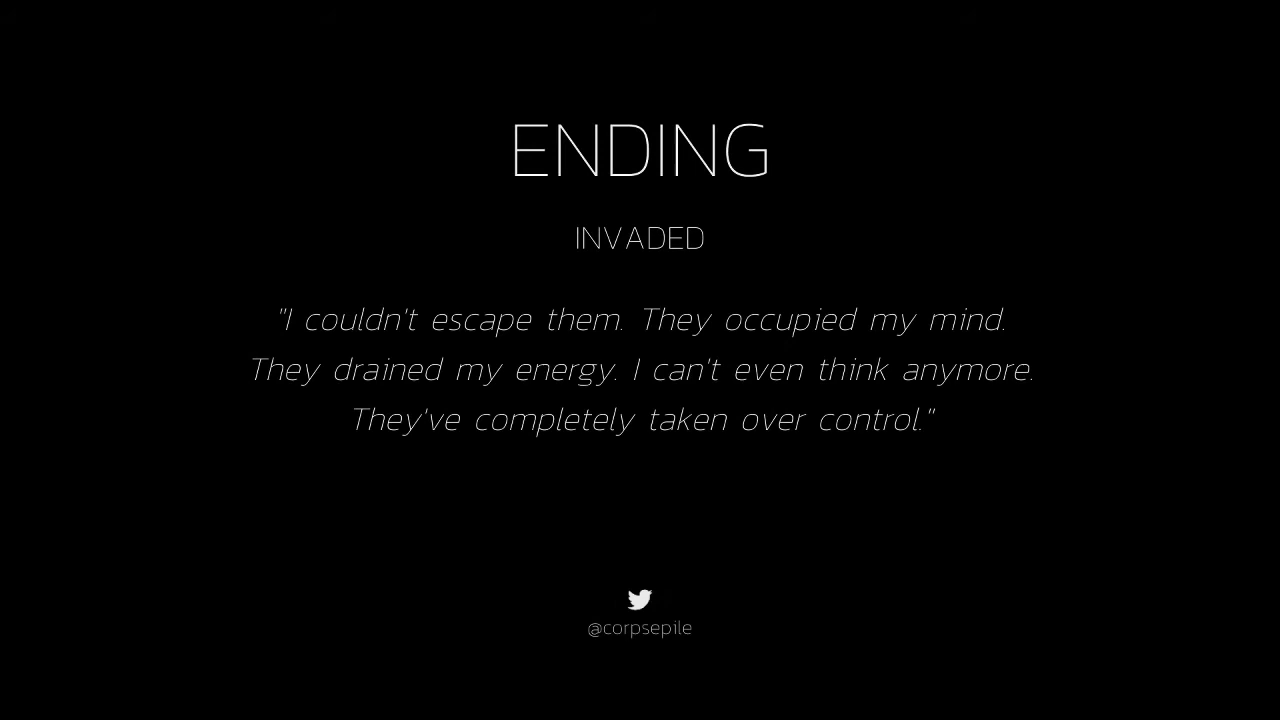 ENDING
INVADED
"I couldn't escape them. They occupied my mind.
They drained my energy. I can't even think anymore.
They've completely taken over control."
@corpsepile